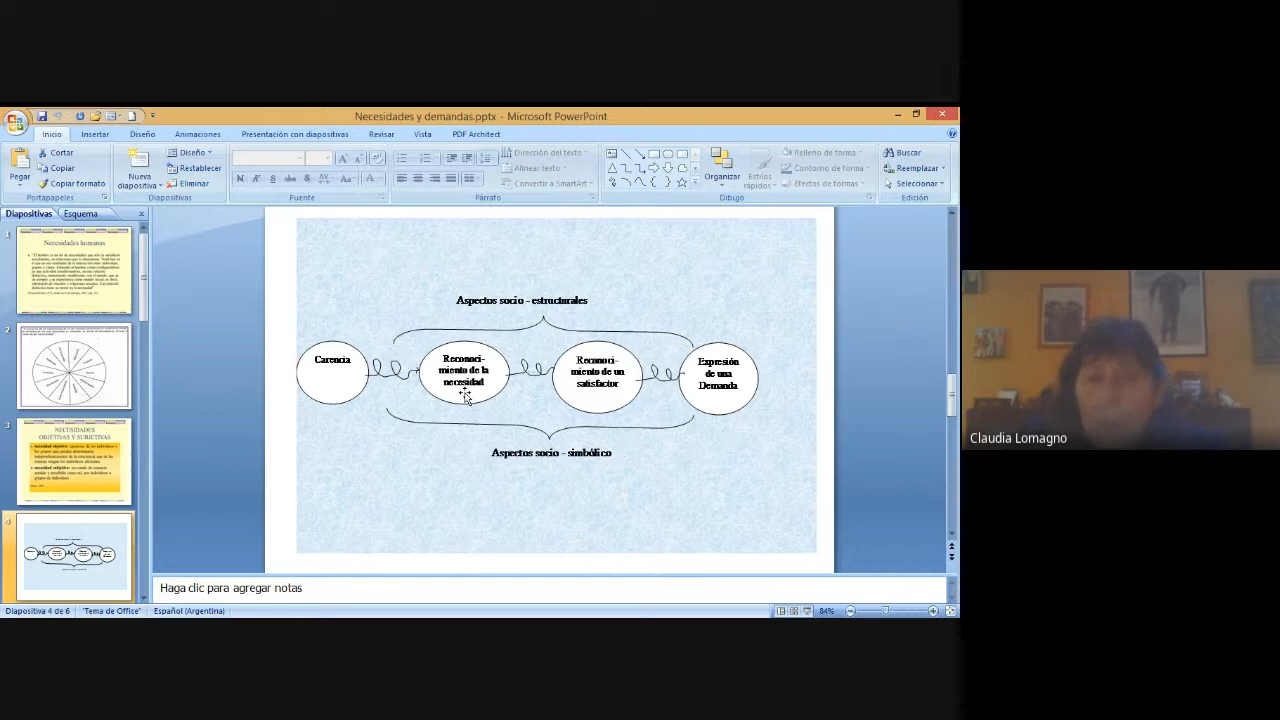 Necesidades y demandas.pptx - Microsoft PowerPoint
Inicio Insertar Diseño Animaciones Presentación con diapositivas Revisar Vista PDF Architect
Pegar
Cortar
Copiar
Copiar formato
Portapapeles
Nueva
diapositiva
Diseño
Restablecer
Eliminar
Diapositivas
Fuente
Dirección del texto
Alinear texto
Convertir a SmartArt
Párrafo
Organizar
Estilos
rápidos
Relleno de forma
Contorno de forma
Efectos de formas
Dibujo
Buscar
Reemplazar
Seleccionar
Edición
Diapositivas Esquema
1
Necesidades humanas
2
3
NECESIDADES
OBJETIVAS Y SUBJETIVAS
4
Aspectos socio - estructurales
Carencia
Reconoci-
miento de la
necesidad
Reconoci-
miento de un
satisfactor
Expresión
de una
Demanda
Aspectos socio - simbólico
Haga clic para agregar notas
Diapositiva 4 de 6 "Tema de Office" Español (Argentina) 84%
Claudia Lomagno